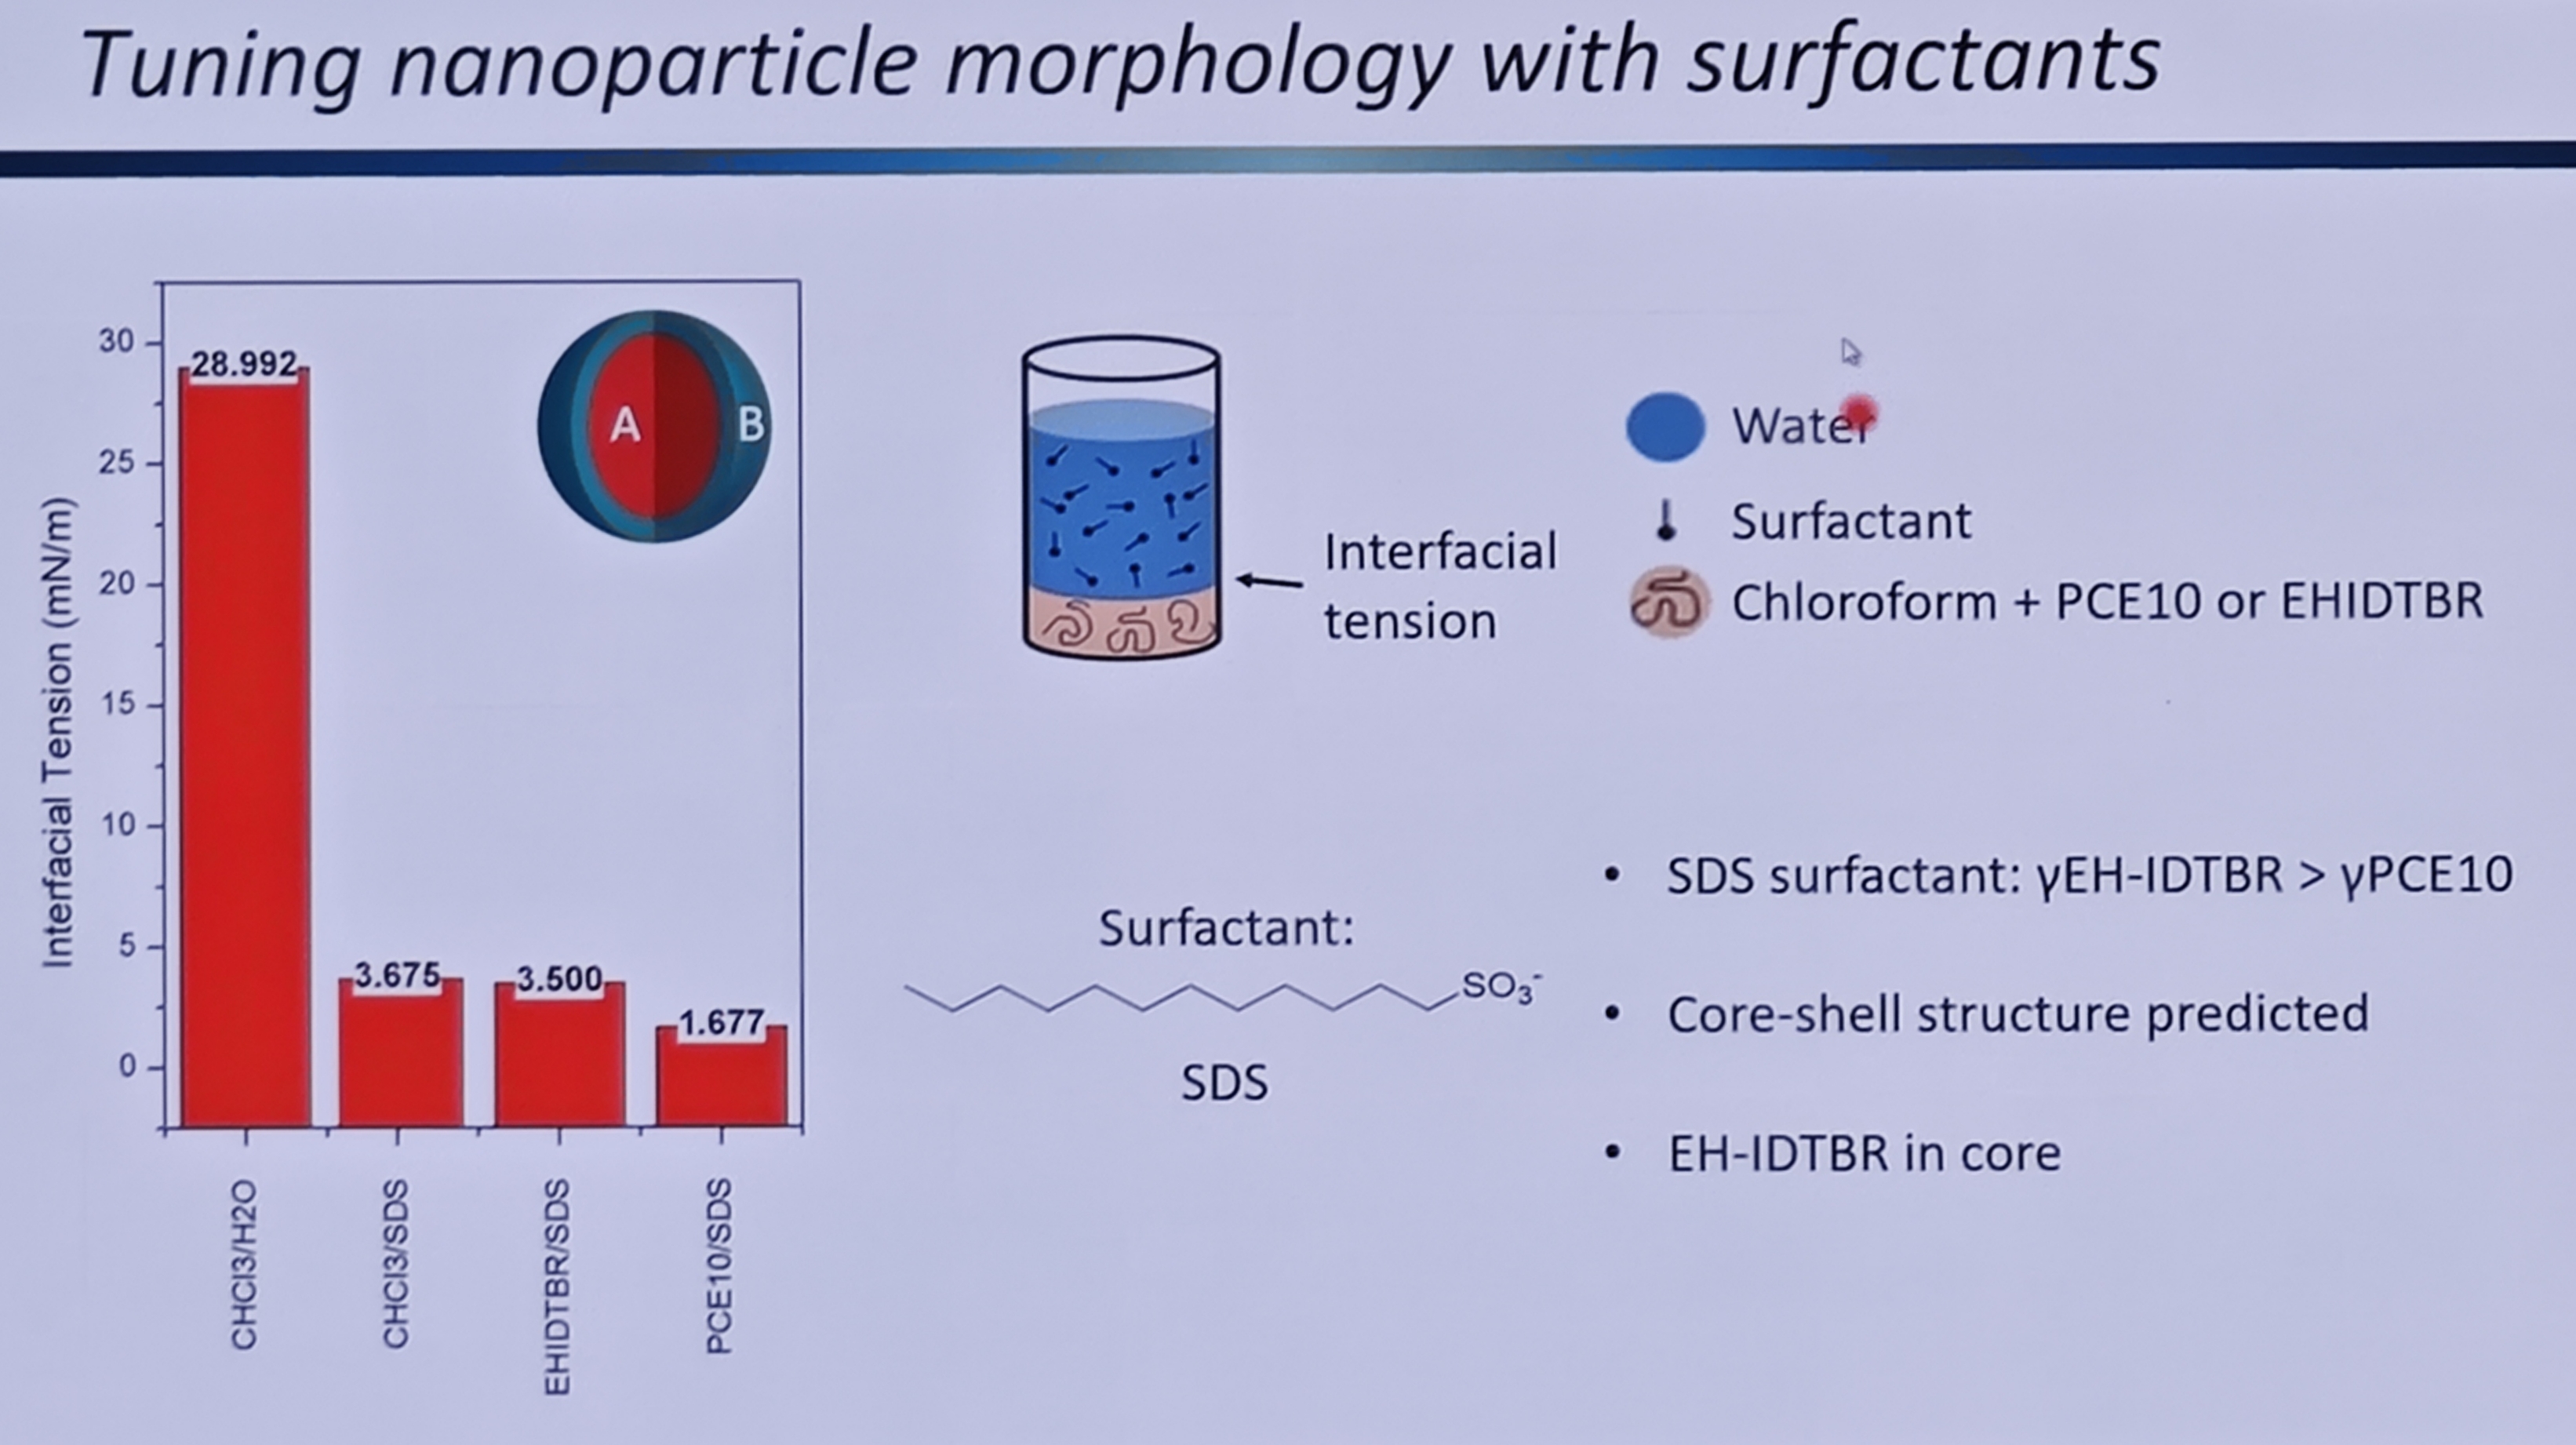 Tuning nanoparticle morphology with surfactants
Interfacial Tension (mN/m)
30
25
20
15
10
5
0
28.992
3.675
3.500
1.677
A
B
CHCl3/H2O
CHCl3/SDS
EHIDTBR/SDS
PCE10/SDS
Interfacial
tension
Water
Surfactant
Chloroform + PCE10 or EHIDTBR
Surfactant:
SO3-
SDS
• SDS surfactant: γEH-IDTBR > γPCE10
• Core-shell structure predicted
• EH-IDTBR in core